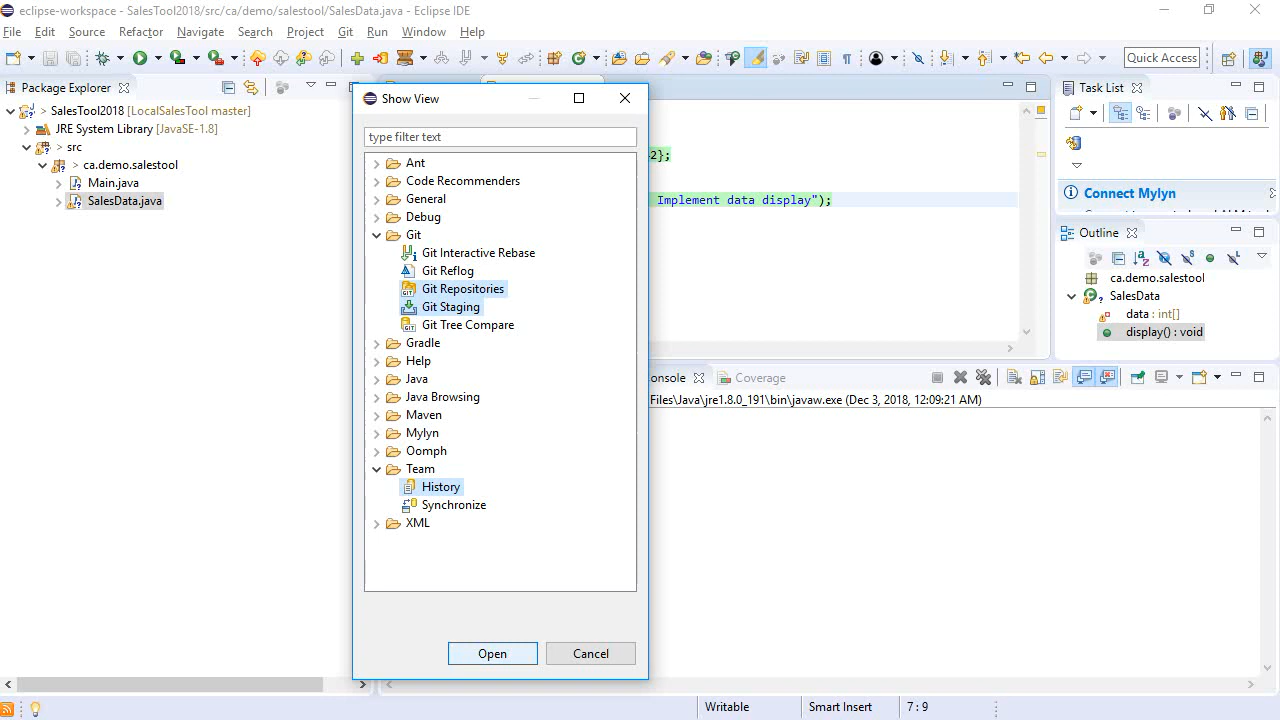 eclipse-workspace - SalesTool2018/src/ca/demo/salestool/SalesData.java - Eclipse IDE
File Edit Source Refactor Navigate Search Project Git Run Window Help
Quick Access
Package Explorer
> SalesTool2018 [LocalSalesTool master]
JRE System Library [JavaSE-1.8]
> src
> ca.demo.salestool
Main.java
SalesData.java
Show View
type filter text
Ant
Code Recommenders
General
Debug
Git
Git Interactive Rebase
Git Reflog
Git Repositories
Git Staging
Git Tree Compare
Gradle
Help
Java
Java Browsing
Maven
Mylyn
Oomph
Team
History
Synchronize
XML
Open
Cancel
2};
Implement data display");
onsole
Coverage
Files\Java\jre1.8.0_191\bin\javaw.exe (Dec 3, 2018, 12:09:21 AM)
Task List
Connect Mylyn
Outline
ca.demo.salestool
SalesData
data : int[]
display() : void
Writable
Smart Insert
7 : 9